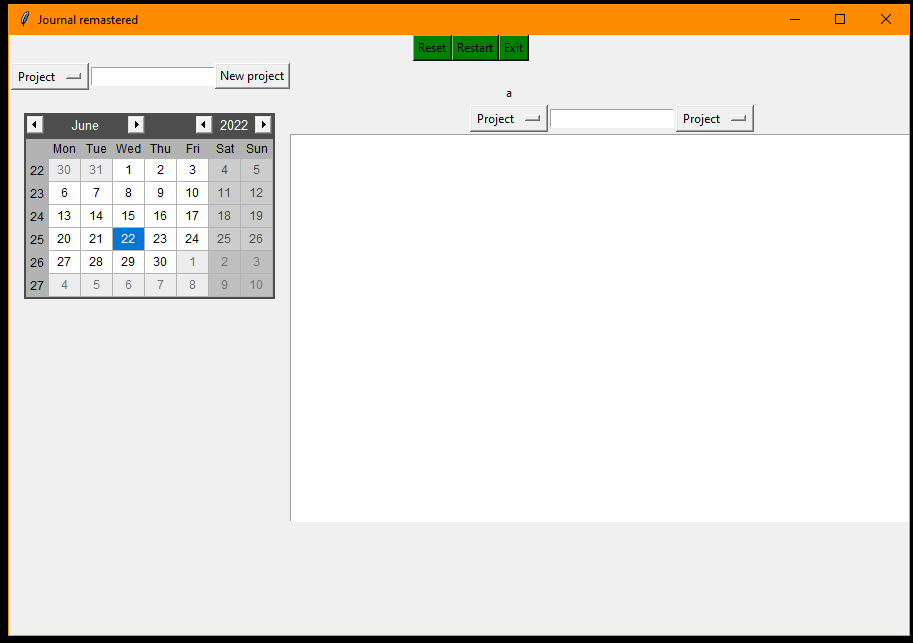 Journal remastered
Reset Restart Exit
Project New project
a
Project Project
June 2022
Mon Tue Wed Thu Fri Sat Sun
22 30 31 1 2 3 4 5
23 6 7 8 9 10 11 12
24 13 14 15 16 17 18 19
25 20 21 22 23 24 25 26
26 27 28 29 30 1 2 3
27 4 5 6 7 8 9 10